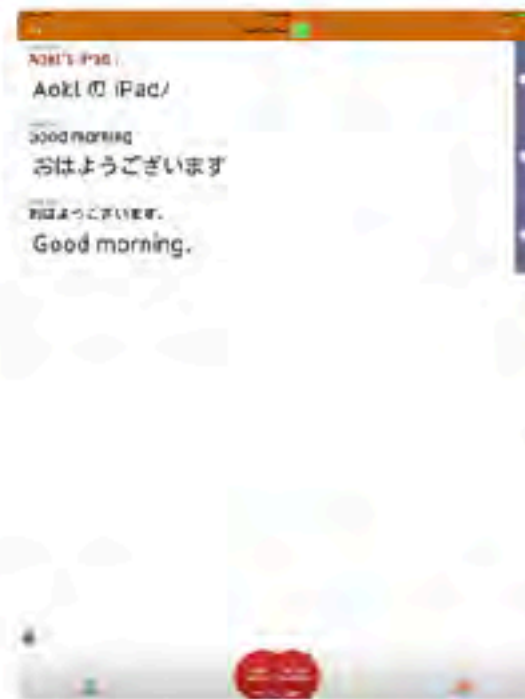 Aoki's iPad /
Aoki の iPad/
Good morning
おはようございます
おはようございます。
Good morning.